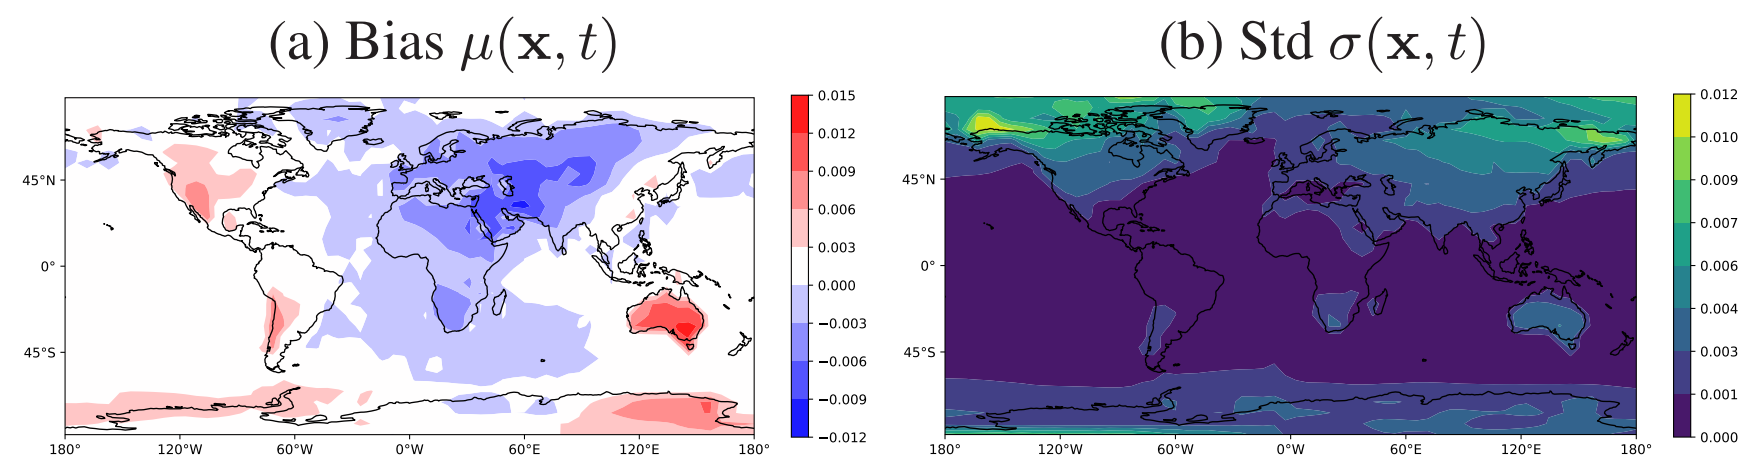 (a) Bias μ(x, t)
(b) Std σ(x, t)
45°N
0°
45°S
180°
120°W
60°W
0°W
60°E
120°E
180°
0.015
0.012
0.009
0.006
0.003
0.000
−0.003
−0.006
−0.009
−0.012
45°N
0°
45°S
180°
120°W
60°W
0°W
60°E
120°E
180°
0.012
0.010
0.009
0.007
0.006
0.004
0.003
0.001
0.000